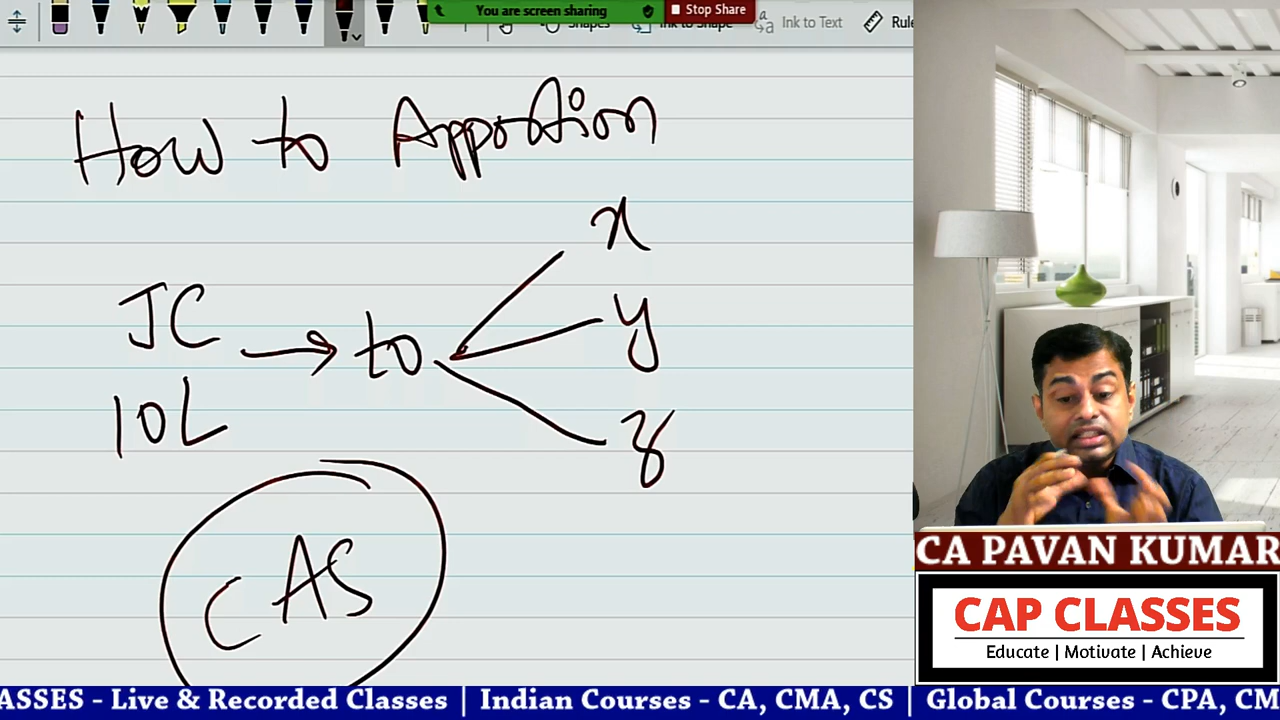 You are screen sharing
Stop Share
Shapes
Ink to Shape
Ink to Text
Rule
How to Apportion
x
JC → to y
10L
z
CAS
CA PAVAN KUMAR
CAP CLASSES
Educate | Motivate | Achieve
ASSES - Live & Recorded Classes | Indian Courses - CA, CMA, CS | Global Courses - CPA, CM